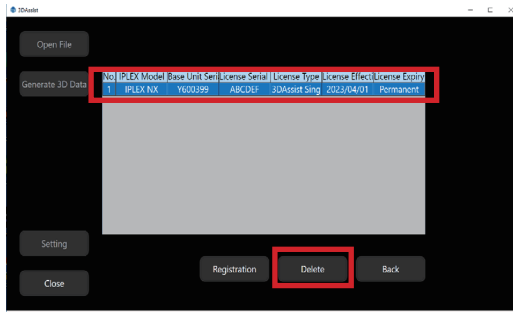 3DAssist
Open File
Generate 3D Data
No. IPLEX Model Base Unit Seri License Serial License Type License Effecti License Expiry
1 IPLEX NX Y600399 ABCDEF 3DAssist Sing 2023/04/01 Permanent
Setting
Registration Delete Back
Close